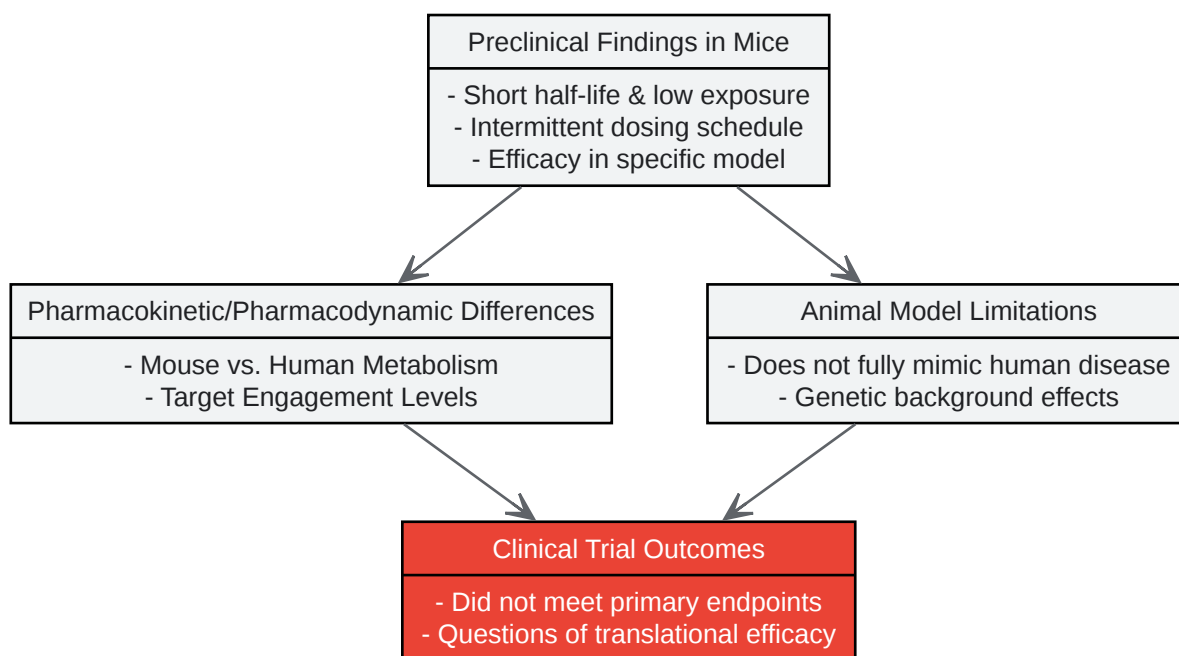 Preclinical Findings in Mice
- Short half-life & low exposure
- Intermittent dosing schedule
- Efficacy in specific model
Pharmacokinetic/Pharmacodynamic Differences
- Mouse vs. Human Metabolism
- Target Engagement Levels
Animal Model Limitations
- Does not fully mimic human disease
- Genetic background effects
Clinical Trial Outcomes
- Did not meet primary endpoints
- Questions of translational efficacy